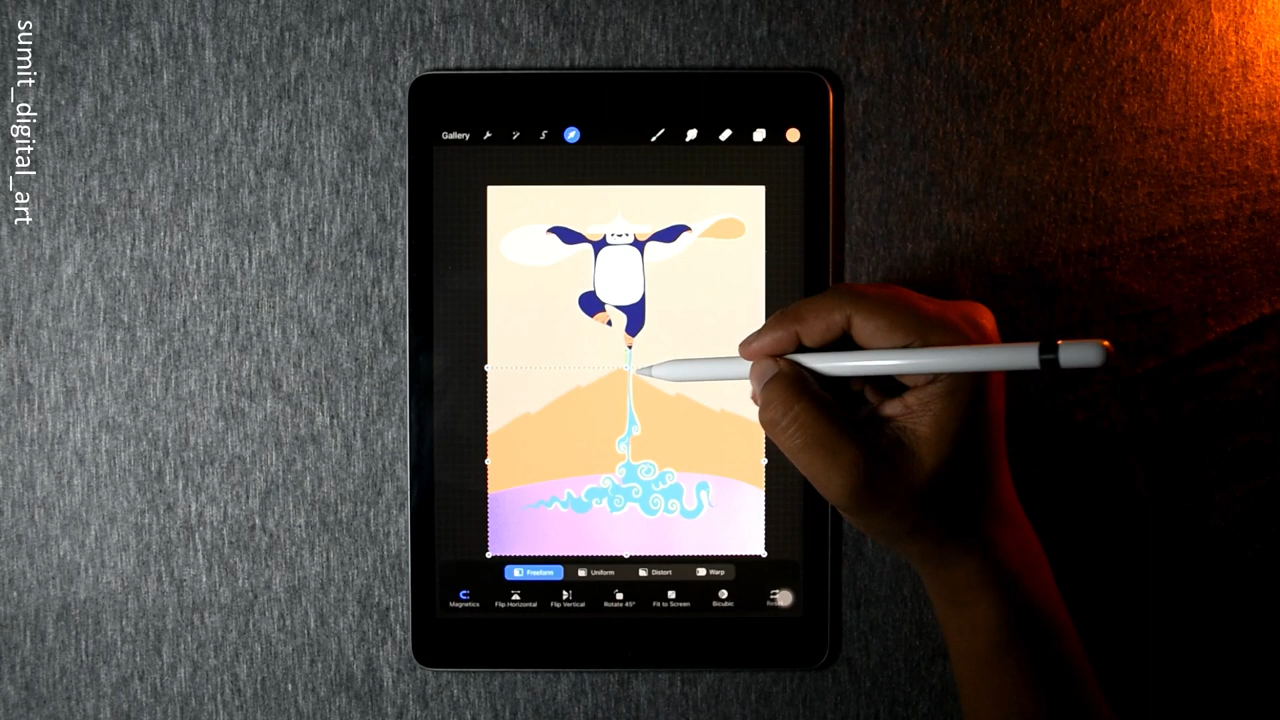 sumit_digital_art
Gallery
Freeform
Uniform
Distort
Warp
Magnetics
Flip Horizontal
Flip Vertical
Rotate 45°
Fit to Screen
Bicubic